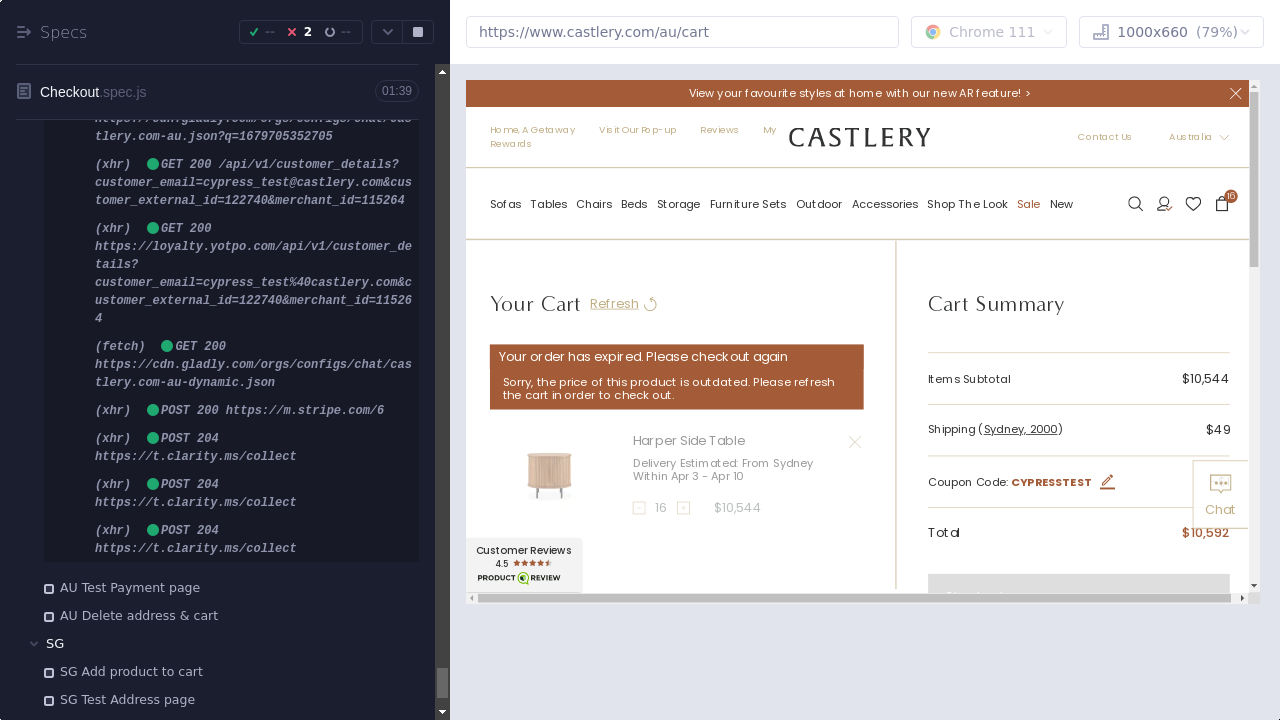 Specs
--
2
--
Checkout.spec.js
01:39
https://cdn.gladly.com/orgs/configs/chat/cas
tlery.com-au.json?q=1679705352705
(xhr) GET 200 /api/v1/customer_details?
customer_email=cypress_test@castlery.com&cus
tomer_external_id=122740&merchant_id=115264
(xhr) GET 200
https://loyalty.yotpo.com/api/v1/customer_de
tails?
customer_email=cypress_test%40castlery.com&c
ustomer_external_id=122740&merchant_id=11526
4
(fetch) GET 200
https://cdn.gladly.com/orgs/configs/chat/cas
tlery.com-au-dynamic.json
(xhr) POST 200 https://m.stripe.com/6
(xhr) POST 204
https://t.clarity.ms/collect
(xhr) POST 204
https://t.clarity.ms/collect
(xhr) POST 204
https://t.clarity.ms/collect
AU Test Payment page
AU Delete address & cart
SG
SG Add product to cart
SG Test Address page
https://www.castlery.com/au/cart
Chrome 111
1000x660 (79%)
View your favourite styles at home with our new AR feature! >
Home, A Getaway Visit Our Pop-up Reviews My
Rewards
CASTLERY
Contact Us Australia
Sofas Tables Chairs Beds Storage Furniture Sets Outdoor Accessories Shop The Look Sale New
16
Your Cart Refresh
Your order has expired. Please checkout again
Sorry, the price of this product is outdated. Please refresh
the cart in order to check out.
Harper Side Table
Delivery Estimated: From Sydney
Within Apr 3 - Apr 10
- 16 + $10,544
Customer Reviews
4.5
PRODUCT REVIEW
Cart Summary
Items Subtotal $10,544
Shipping (Sydney, 2000) $49
Coupon Code: CYPRESSTEST
Chat
Total $10,592